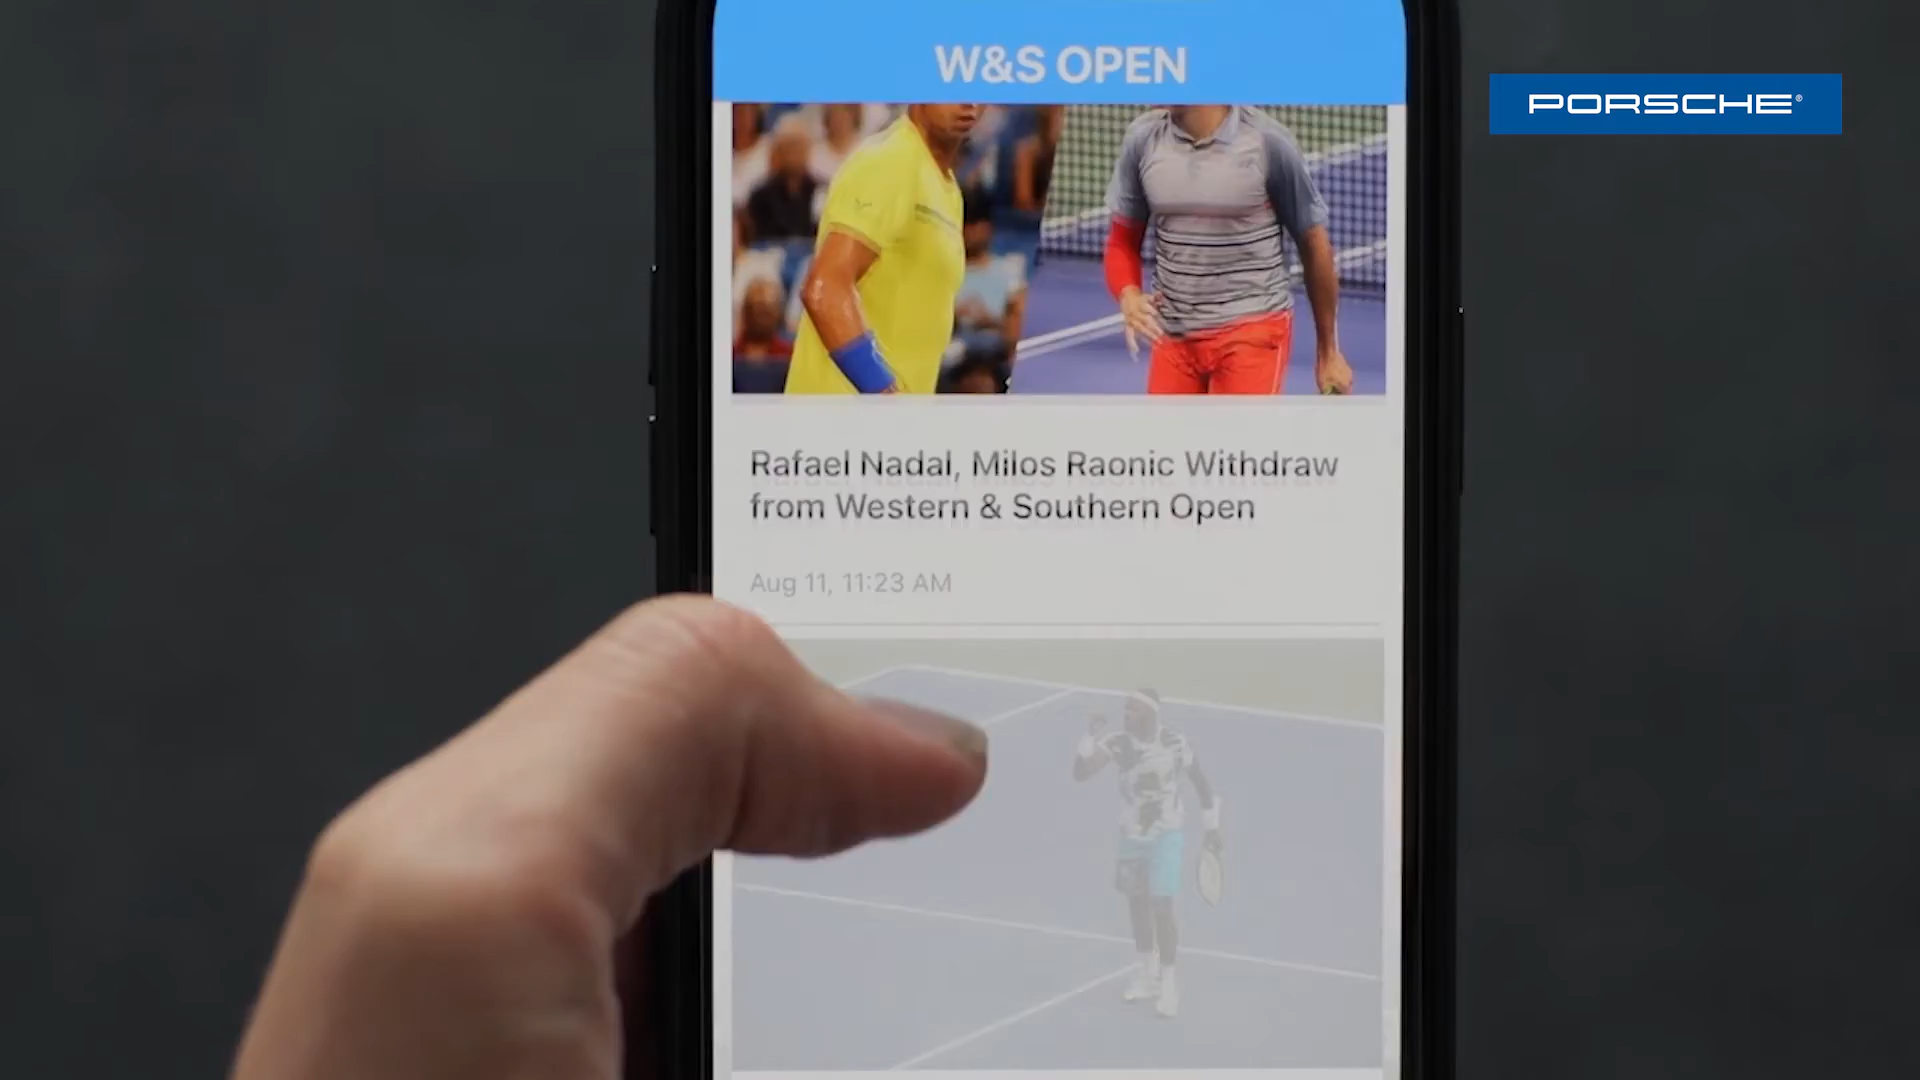 W&S OPEN
PORSCHE®
Rafael Nadal, Milos Raonic Withdraw
from Western & Southern Open
Aug 11, 11:23 AM